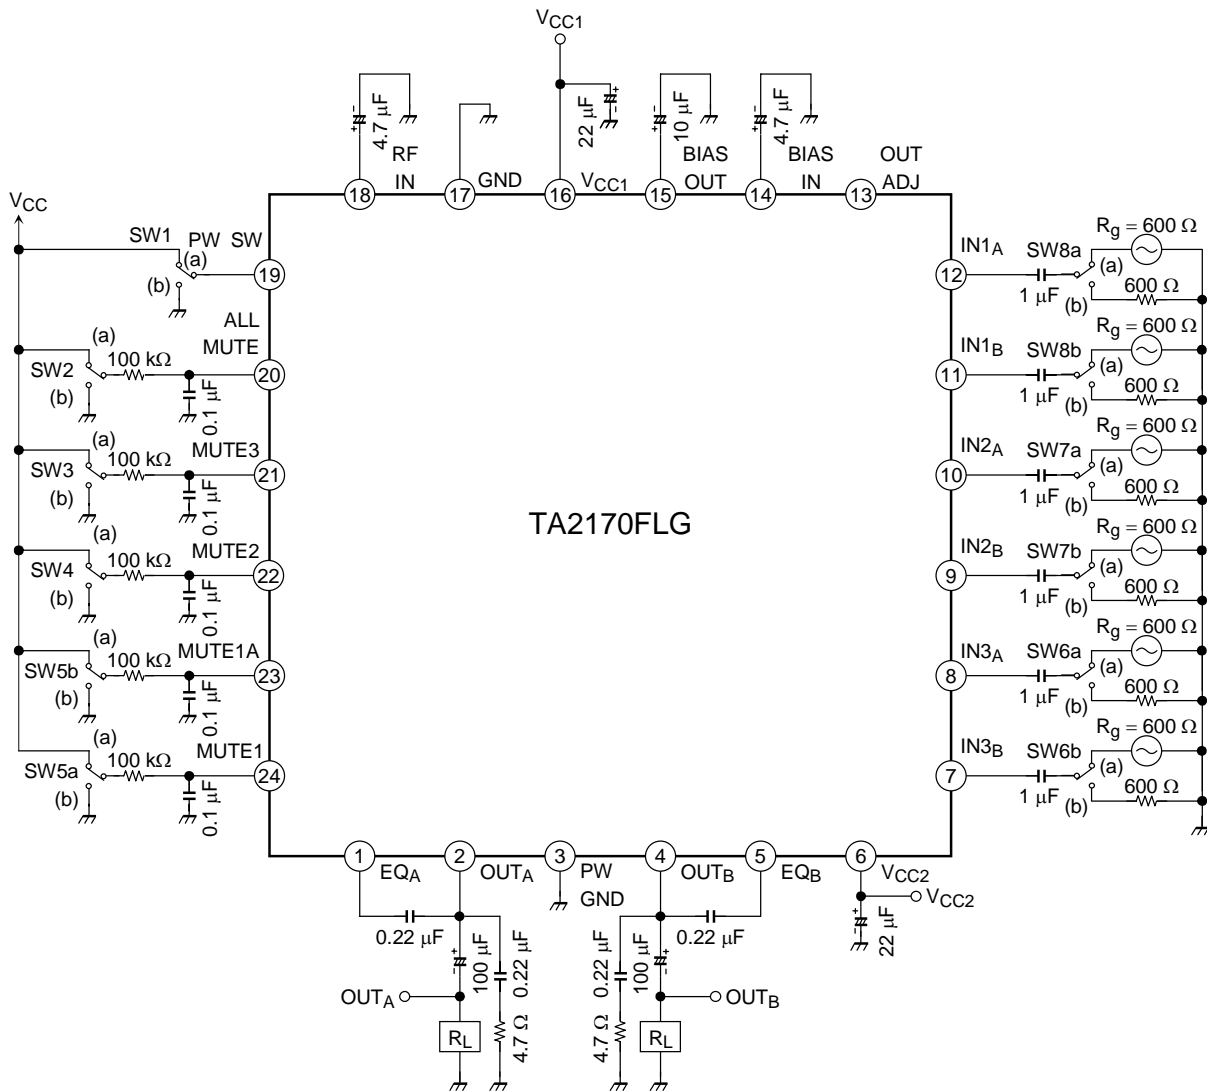 VCC1
4.7 μF
22 μF
10 μF
4.7 μF
RF IN
GND
VCC1
BIAS OUT
BIAS IN
OUT ADJ
18
17
16
15
14
13
VCC
SW1
PW SW
(a)
(b)
19
ALL MUTE
(a)
SW2
100 kΩ
(b)
0.1 μF
20
(a)
MUTE3
SW3
100 kΩ
(b)
0.1 μF
21
(a)
MUTE2
SW4
100 kΩ
(b)
0.1 μF
22
(a)
MUTE1A
SW5b
100 kΩ
(b)
0.1 μF
23
(a)
MUTE1
SW5a
100 kΩ
(b)
0.1 μF
24
TA2170FLG
Rg = 600 Ω
IN1A
SW8a
(a)
12
1 μF
(b)
600 Ω
Rg = 600 Ω
IN1B
SW8b
(a)
11
1 μF
(b)
600 Ω
Rg = 600 Ω
IN2A
SW7a
(a)
10
1 μF
(b)
600 Ω
Rg = 600 Ω
IN2B
SW7b
(a)
9
1 μF
(b)
600 Ω
Rg = 600 Ω
IN3A
SW6a
(a)
8
1 μF
(b)
600 Ω
Rg = 600 Ω
IN3B
SW6b
(a)
7
1 μF
(b)
600 Ω
1
2
3
4
5
6
EQA
OUTA
PW GND
OUTB
EQB
VCC2
VCC2
0.22 μF
100 μF
0.22 μF
0.22 μF
100 μF
0.22 μF
22 μF
OUTA
OUTB
RL
4.7 Ω
4.7 Ω
RL